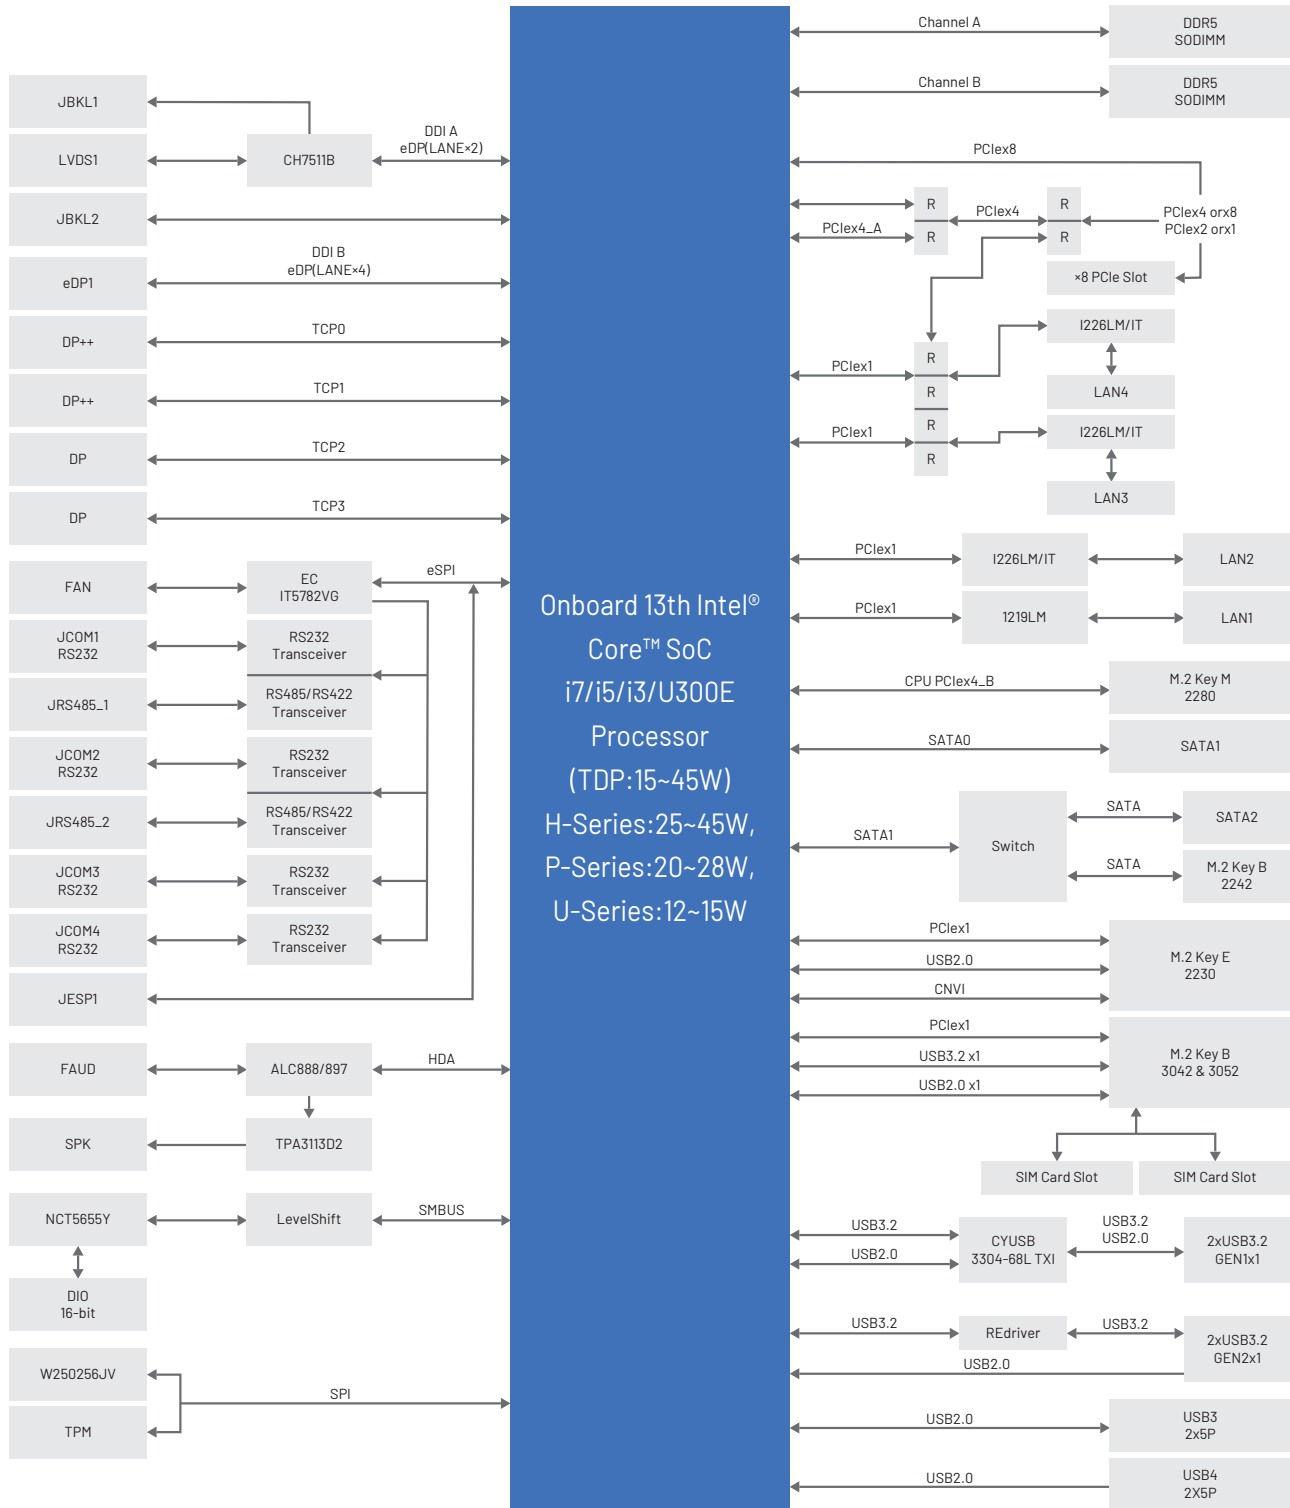 JBKL1
LVDS1
CH7511B
DDI A
eDP(LANE×2)
JBKL2
DDI B
eDP(LANE×4)
eDP1
TCP0
DP++
TCP1
DP++
TCP2
DP
TCP3
DP
FAN
EC
IT5782VG
eSPI
JCOM1
RS232
RS232
Transceiver
JRS485_1
RS485/RS422
Transceiver
JCOM2
RS232
RS232
Transceiver
JRS485_2
RS485/RS422
Transceiver
JCOM3
RS232
RS232
Transceiver
JCOM4
RS232
RS232
Transceiver
JESP1
FAUD
ALC888/897
HDA
SPK
TPA3113D2
NCT5655Y
LevelShift
SMBUS
DIO
16-bit
W250256JV
SPI
TPM
Onboard 13th Intel®
Core™ SoC
i7/i5/i3/U300E
Processor
(TDP:15~45W)
H-Series:25~45W,
P-Series:20~28W,
U-Series:12~15W
Channel A
DDR5
SODIMM
Channel B
DDR5
SODIMM
PCIex8
R
PCIex4
R
PCIex4_A
R
R
PCIex4 orx8
PCIex2 orx1
×8 PCIe Slot
I226LM/IT
PCIex1
R
R
LAN4
PCIex1
R
R
I226LM/IT
LAN3
PCIex1
I226LM/IT
LAN2
PCIex1
1219LM
LAN1
CPU PCIex4_B
M.2 Key M
2280
SATA0
SATA1
SATA1
Switch
SATA
SATA2
SATA
M.2 Key B
2242
PCIex1
USB2.0
CNVI
M.2 Key E
2230
PCIex1
USB3.2 x1
USB2.0 x1
M.2 Key B
3042 & 3052
SIM Card Slot
SIM Card Slot
USB3.2
USB2.0
CYUSB
3304-68L TXI
USB3.2
USB2.0
2xUSB3.2
GEN1x1
USB3.2
REdriver
USB3.2
USB2.0
2xUSB3.2
GEN2x1
USB2.0
USB3
2x5P
USB2.0
USB4
2X5P